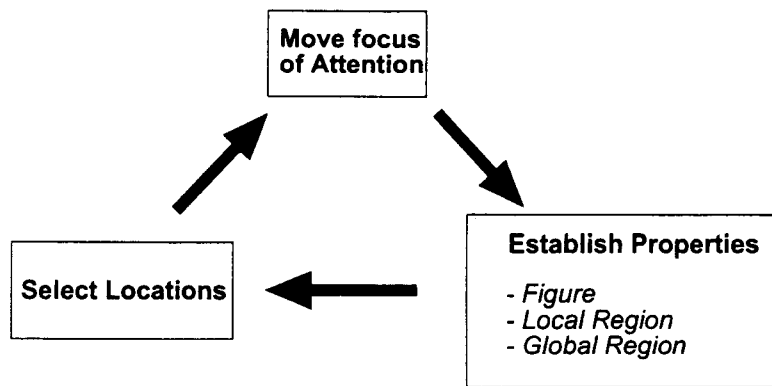 Move focus
of Attention
Establish Properties
- Figure
- Local Region
- Global Region
Select Locations